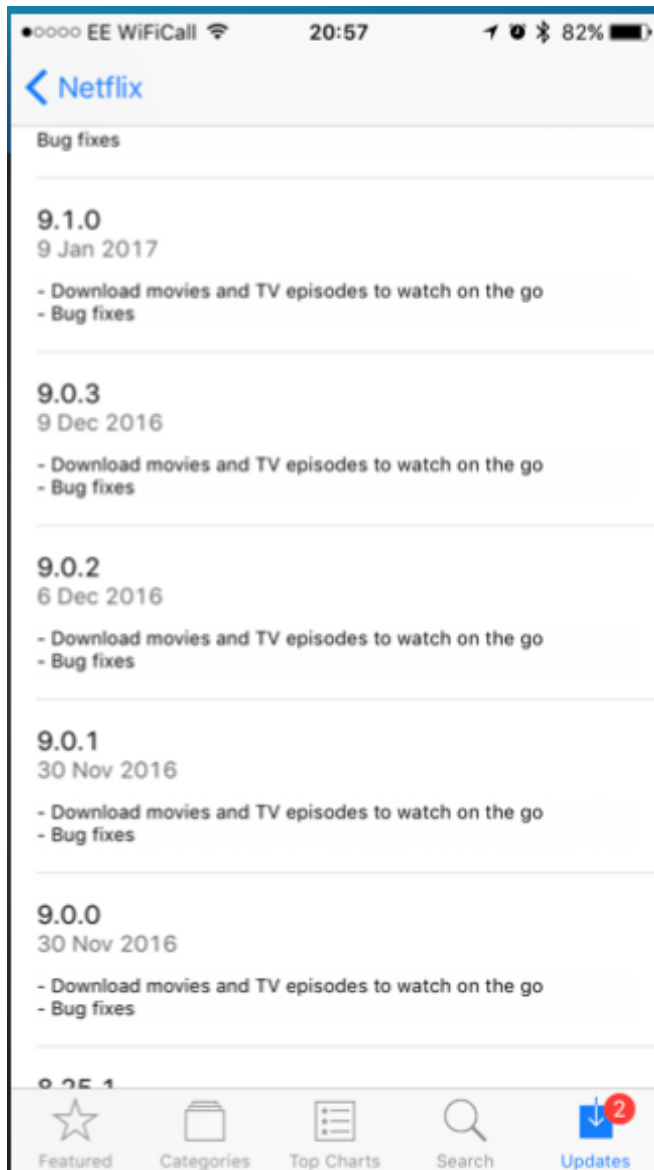 EE WiFiCall 20:57 82%
Netflix
Bug fixes
9.1.0
9 Jan 2017
- Download movies and TV episodes to watch on the go
- Bug fixes
9.0.3
9 Dec 2016
- Download movies and TV episodes to watch on the go
- Bug fixes
9.0.2
6 Dec 2016
- Download movies and TV episodes to watch on the go
- Bug fixes
9.0.1
30 Nov 2016
- Download movies and TV episodes to watch on the go
- Bug fixes
9.0.0
30 Nov 2016
- Download movies and TV episodes to watch on the go
- Bug fixes
2
Featured Categories Top Charts Search Updates